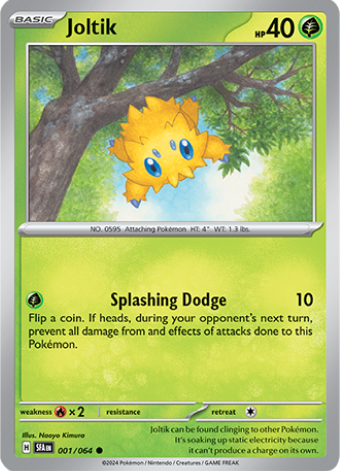 BASIC Joltik HP 40
NO. 0595 Attaching Pokémon HT: 4" WT: 1.3 lbs.
Splashing Dodge 10
Flip a coin. If heads, during your opponent's next turn,
prevent all damage from and effects of attacks done to this
Pokémon.
weakness × 2 resistance retreat
Illus. Naoyo Kimura
H SFA EN 001/064
Joltik can be found clinging to other Pokémon.
It's soaking up static electricity because
it can't produce a charge on its own.
©2024 Pokémon / Nintendo / Creatures / GAME FREAK